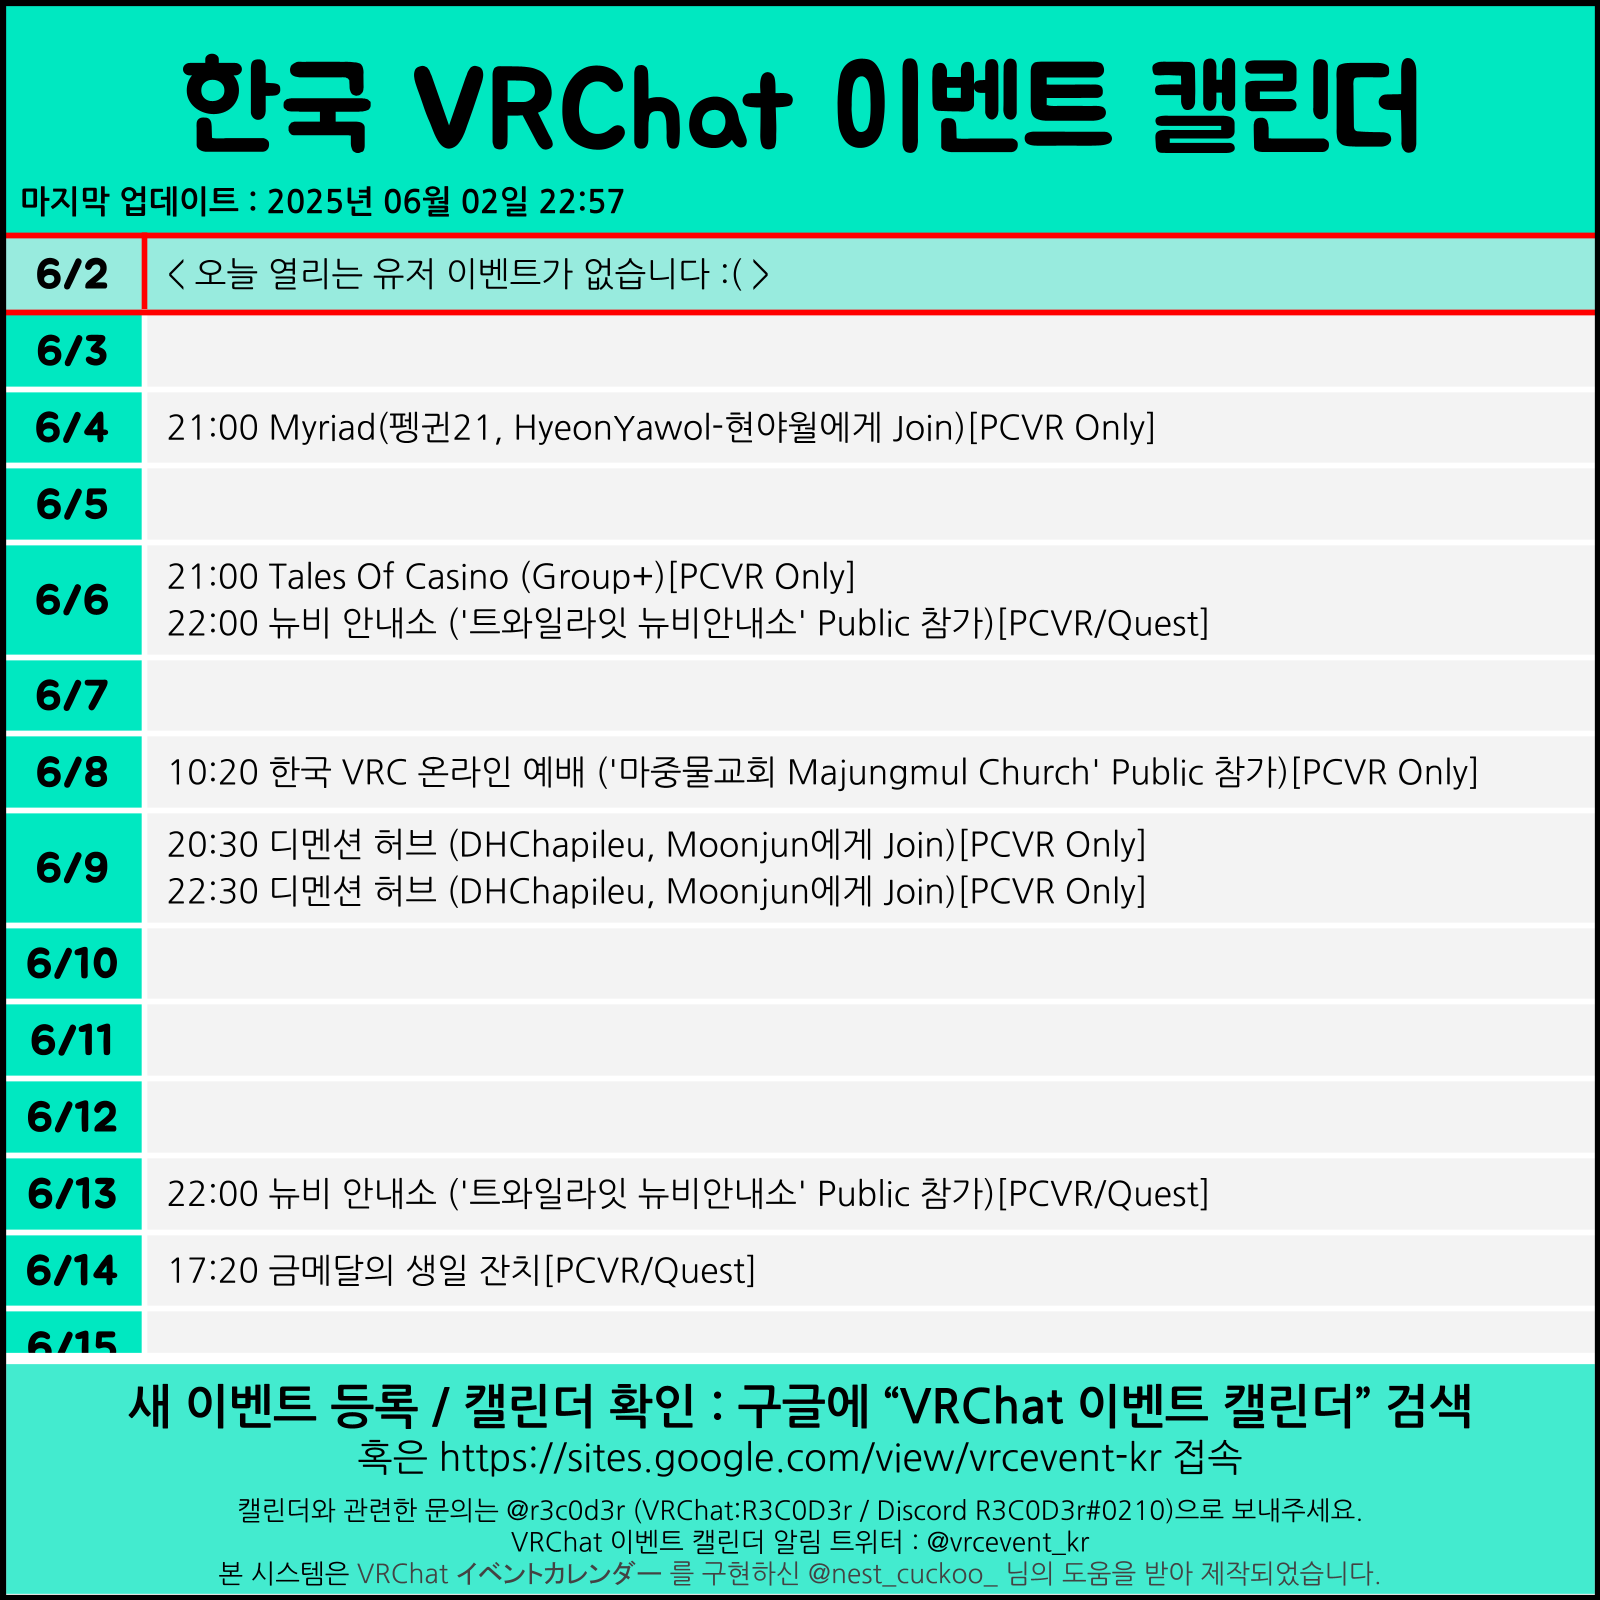 한국 VRChat 이벤트 캘린더
마지막 업데이트 : 2025년 06월 02일 22:57
6/2
< 오늘 열리는 유저 이벤트가 없습니다 :( >
6/3
6/4
21:00 Myriad(펭귄21, HyeonYawol-현야월에게 Join)[PCVR Only]
6/5
6/6
21:00 Tales Of Casino (Group+)[PCVR Only]
22:00 뉴비 안내소 ('트와일라잇 뉴비안내소' Public 참가)[PCVR/Quest]
6/7
6/8
10:20 한국 VRC 온라인 예배 ('마중물교회 Majungmul Church' Public 참가)[PCVR Only]
6/9
20:30 디멘션 허브 (DHChapileu, Moonjun에게 Join)[PCVR Only]
22:30 디멘션 허브 (DHChapileu, Moonjun에게 Join)[PCVR Only]
6/10
6/11
6/12
6/13
22:00 뉴비 안내소 ('트와일라잇 뉴비안내소' Public 참가)[PCVR/Quest]
6/14
17:20 금메달의 생일 잔치[PCVR/Quest]
6/15
새 이벤트 등록 / 캘린더 확인 : 구글에 “VRChat 이벤트 캘린더” 검색
혹은 https://sites.google.com/view/vrcevent-kr 접속
캘린더와 관련한 문의는 @r3c0d3r (VRChat:R3C0D3r / Discord R3C0D3r#0210)으로 보내주세요.
VRChat 이벤트 캘린더 알림 트위터 : @vrcevent_kr
본 시스템은 VRChat イベントカレンダー 를 구현하신 @nest_cuckoo_ 님의 도움을 받아 제작되었습니다.